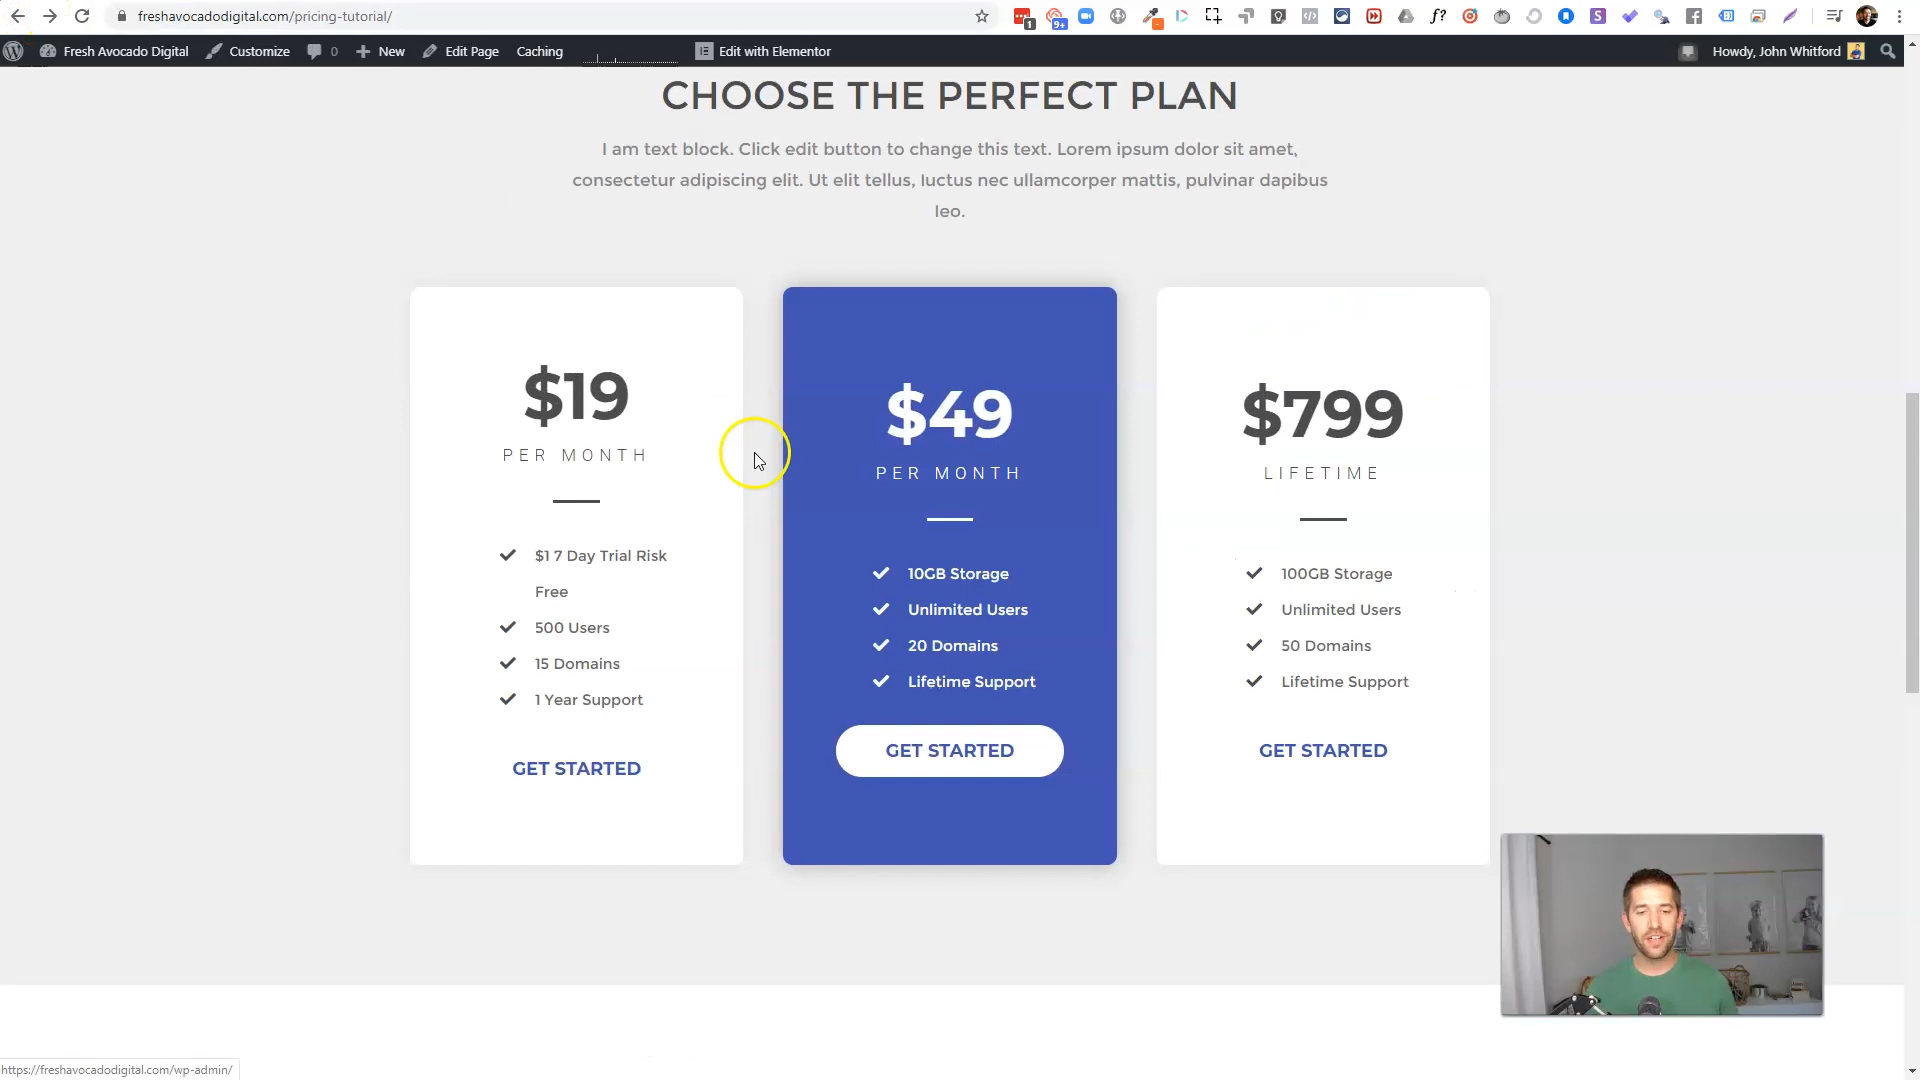 freshavocadodigital.com/pricing-tutorial/
1
9+
f?
S
Fresh Avocado Digital
Customize
0
New
Edit Page
Caching
Edit with Elementor
Howdy, John Whitford
CHOOSE THE PERFECT PLAN
I am text block. Click edit button to change this text. Lorem ipsum dolor sit amet,
consectetur adipiscing elit. Ut elit tellus, luctus nec ullamcorper mattis, pulvinar dapibus
leo.
$19
PER MONTH
$1 7 Day Trial Risk
Free
500 Users
15 Domains
1 Year Support
GET STARTED
$49
PER MONTH
10GB Storage
Unlimited Users
20 Domains
Lifetime Support
GET STARTED
$799
LIFETIME
100GB Storage
Unlimited Users
50 Domains
Lifetime Support
GET STARTED
https://freshavocadodigital.com/wp-admin/